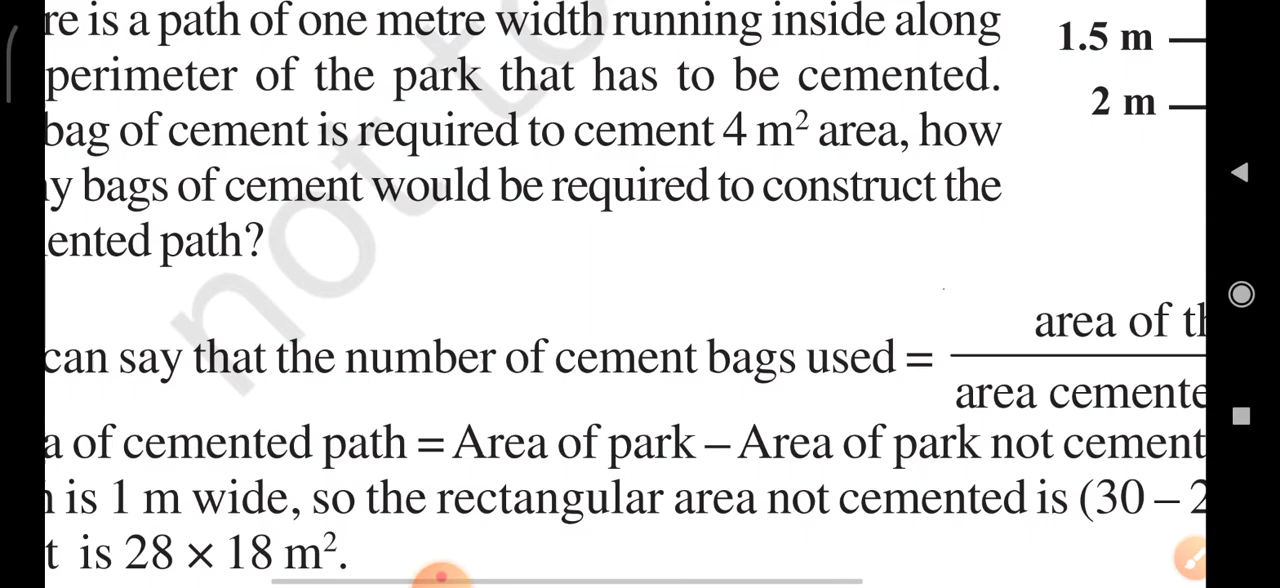 re is a path of one metre width running inside along
perimeter of the park that has to be cemented.
bag of cement is required to cement 4 m² area, how
y bags of cement would be required to construct the
ented path?
1.5 m
2 m
not to
can say that the number of cement bags used =
area of th
area cemente
a of cemented path = Area of park – Area of park not cement
is 1 m wide, so the rectangular area not cemented is (30 – 2
t is 28 × 18 m².